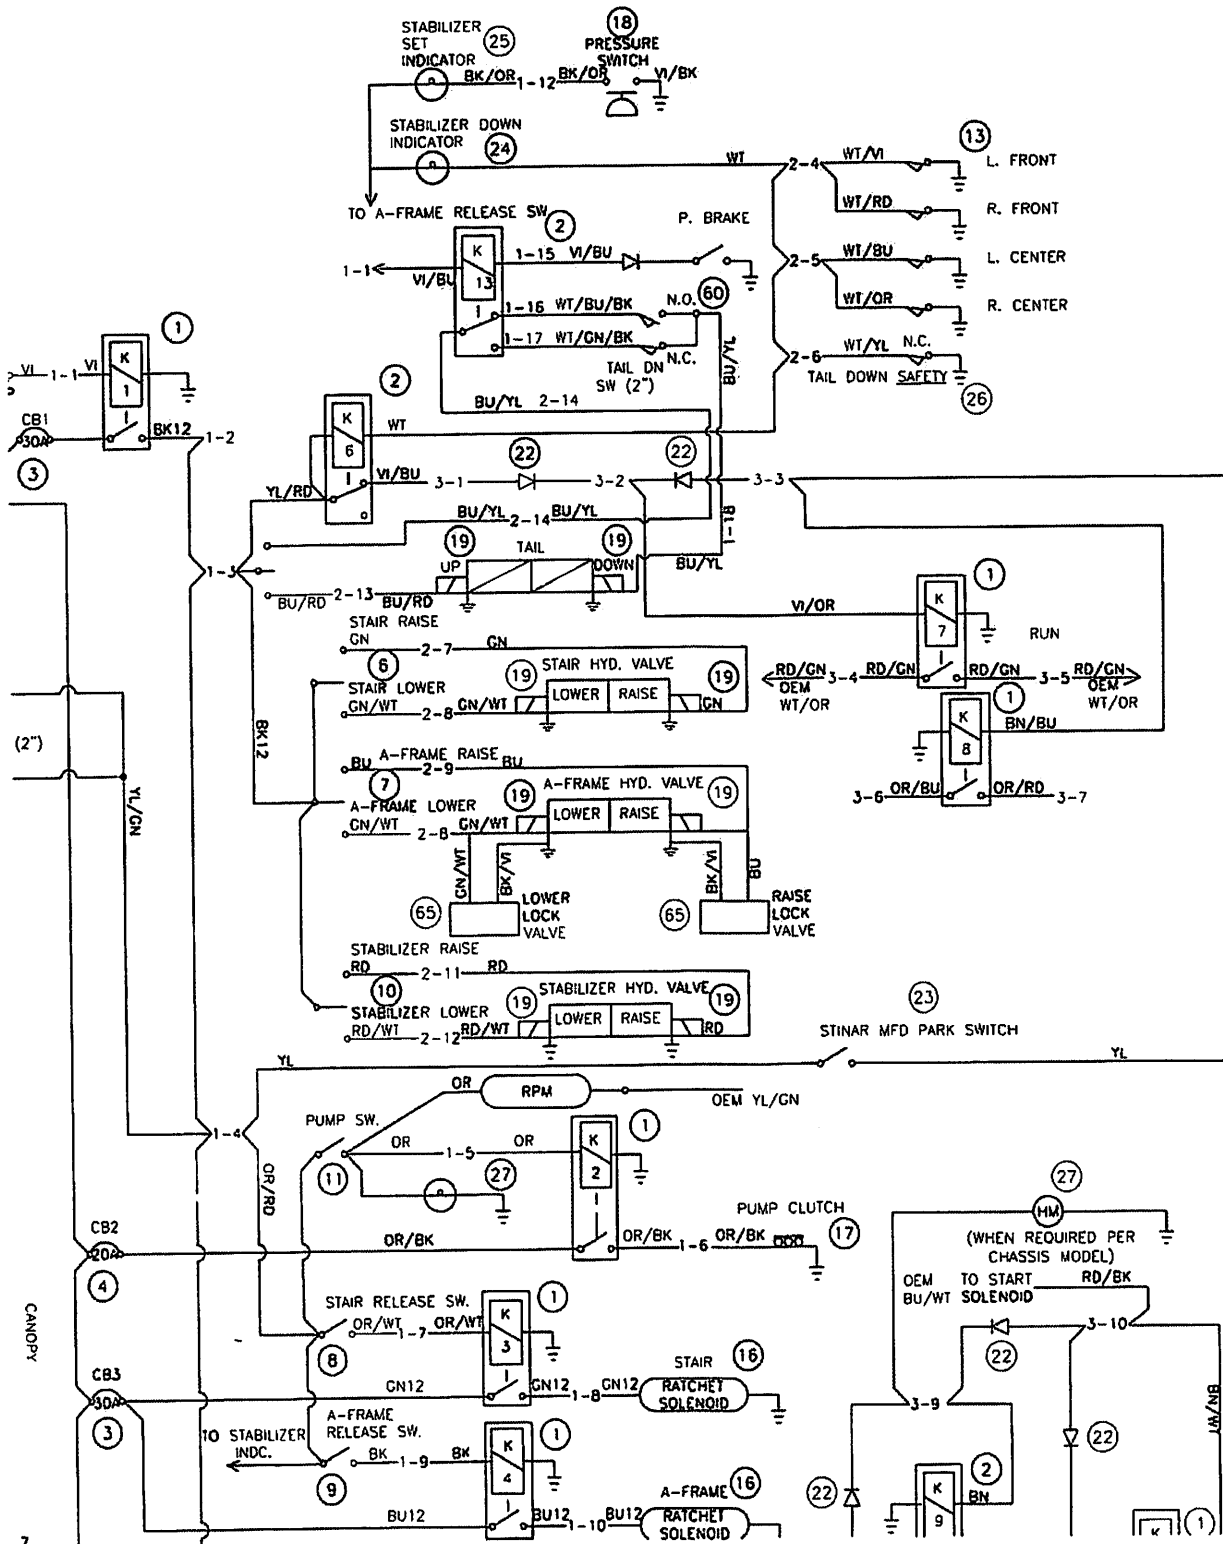 STABILIZER
SET
INDICATOR
25
18
PRESSURE
SWITCH
BK/OR
1-12
BK/OR
VI/BK
STABILIZER DOWN
INDICATOR
24
WT
2-4
WT/VI
13
L. FRONT
WT/RD
R. FRONT
TO A-FRAME RELEASE SW
2
P. BRAKE
K
13
1-15
VI/BU
1-1
VI/BU
2-5
WT/BU
L. CENTER
WT/OR
R. CENTER
1-16
WT/BU/BK
N.O.
60
1-17
WT/GN/BK
N.C.
TAIL DN
SW (2")
BU/YL
2-6
WT/YL
N.C.
TAIL DOWN SAFETY
26
1
VI
1-1
VI
K
1
CB1
30A
BK12
1-2
3
2
K
6
WT
BU/YL 2-14
YL/RD
VI/BU
3-1
22
3-2
22
3-3
BU/YL
2-14
BU/YL
1-18
1-3
19
TAIL
19
UP
DOWN
BU/YL
BU/RD
2-13
BU/RD
VI/OR
1
K
7
RUN
RD/GN
3-4
RD/GN
RD/GN
3-5
RD/GN
OEM
WT/OR
OEM
WT/OR
STAIR RAISE
GN
2-7
GN
6
STAIR HYD. VALVE
19
LOWER
RAISE
19
GN
STAIR LOWER
GN/WT
2-8
GN/WT
1
K
8
BN/BU
3-6
OR/BU
OR/RD
3-7
(2")
BK12
YL/GN
A-FRAME RAISE
BU
2-9
BU
7
A-FRAME HYD. VALVE
19
LOWER
RAISE
19
A-FRAME LOWER
GN/WT
2-8
GN/WT
GN/WT
BK/VI
BK/VI
BU
65
LOWER
LOCK
VALVE
65
RAISE
LOCK
VALVE
STABILIZER RAISE
RD
2-11
RD
10
STABILIZER HYD. VALVE
19
LOWER
RAISE
19
RD
STABILIZER LOWER
RD/WT
2-12
RD/WT
23
STINAR MFD PARK SWITCH
YL
YL
OR
RPM
OEM YL/GN
PUMP SW.
1-4
OR
1-5
OR
1
K
2
11
27
OR/RD
CB2
20A
4
OR/BK
OR/BK
1-6
OR/BK
PUMP CLUTCH
17
27
HM
(WHEN REQUIRED PER
CHASSIS MODEL)
OEM
BU/WT
TO START
SOLENOID
RD/BK
CANOPY
STAIR RELEASE SW.
OR/WT
1-7
OR/WT
8
1
K
3
3-10
22
CB3
30A
3
GN12
GN12
1-8
GN12
STAIR
16
RATCHET
SOLENOID
3-9
BN/WT
TO STABILIZER
INDC.
A-FRAME
RELEASE SW.
BK
1-9
BK
9
1
K
4
22
22
2
K
9
BN
BU12
BU12
1-10
BU12
A-FRAME
16
RATCHET
SOLENOID
K
1
7